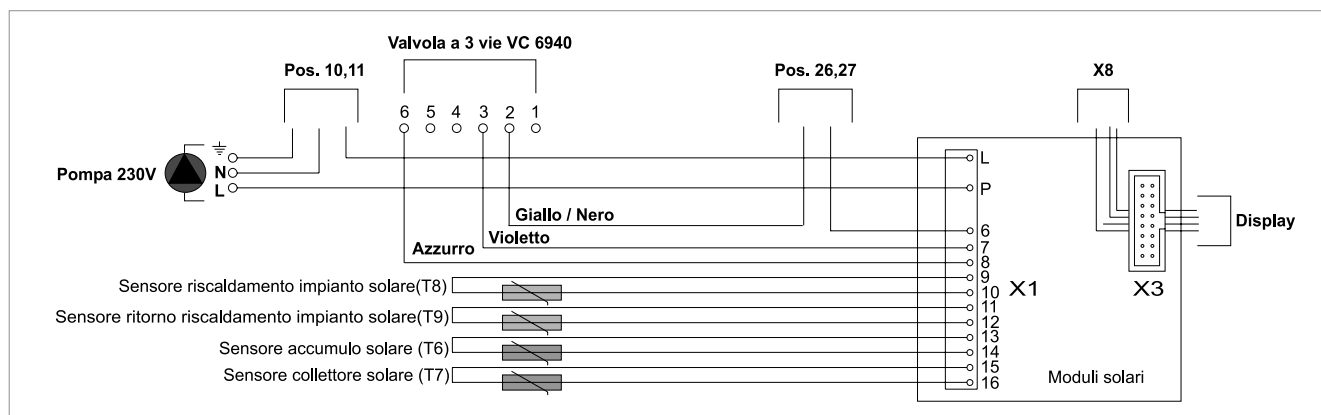 Valvola a 3 vie VC 6940
Pos. 10,11
Pos. 26,27
X8
6 5 4 3 2 1
Pompa 230V
N
L
L
P
Giallo / Nero
Violetto
Azzurro
6
7
8
Display
Sensore riscaldamento impianto solare(T8)
9
10
X1
X3
Sensore ritorno riscaldamento impianto solare(T9)
11
12
Sensore accumulo solare (T6)
13
14
Sensore collettore solare (T7)
15
16
Moduli solari